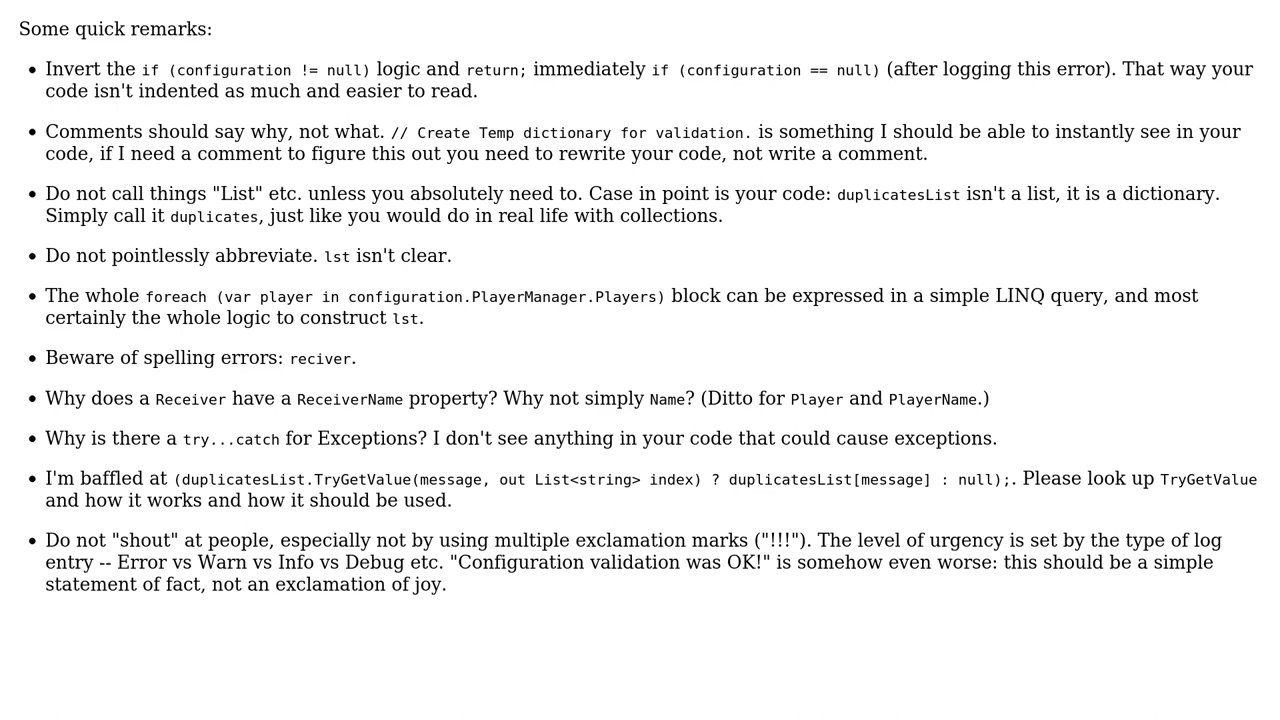 Some quick remarks:
• Invert the if (configuration != null) logic and return; immediately if (configuration == null) (after logging this error). That way your
code isn't indented as much and easier to read.
• Comments should say why, not what. // Create Temp dictionary for validation. is something I should be able to instantly see in your
code, if I need a comment to figure this out you need to rewrite your code, not write a comment.
• Do not call things "List" etc. unless you absolutely need to. Case in point is your code: duplicatesList isn't a list, it is a dictionary.
Simply call it duplicates, just like you would do in real life with collections.
• Do not pointlessly abbreviate. lst isn't clear.
• The whole foreach (var player in configuration.PlayerManager.Players) block can be expressed in a simple LINQ query, and most
certainly the whole logic to construct lst.
• Beware of spelling errors: reciver.
• Why does a Receiver have a ReceiverName property? Why not simply Name? (Ditto for Player and PlayerName.)
• Why is there a try...catch for Exceptions? I don't see anything in your code that could cause exceptions.
• I'm baffled at (duplicatesList.TryGetValue(message, out List<string> index) ? duplicatesList[message] : null);. Please look up TryGetValue
and how it works and how it should be used.
• Do not "shout" at people, especially not by using multiple exclamation marks ("!!!"). The level of urgency is set by the type of log
entry -- Error vs Warn vs Info vs Debug etc. "Configuration validation was OK!" is somehow even worse: this should be a simple
statement of fact, not an exclamation of joy.